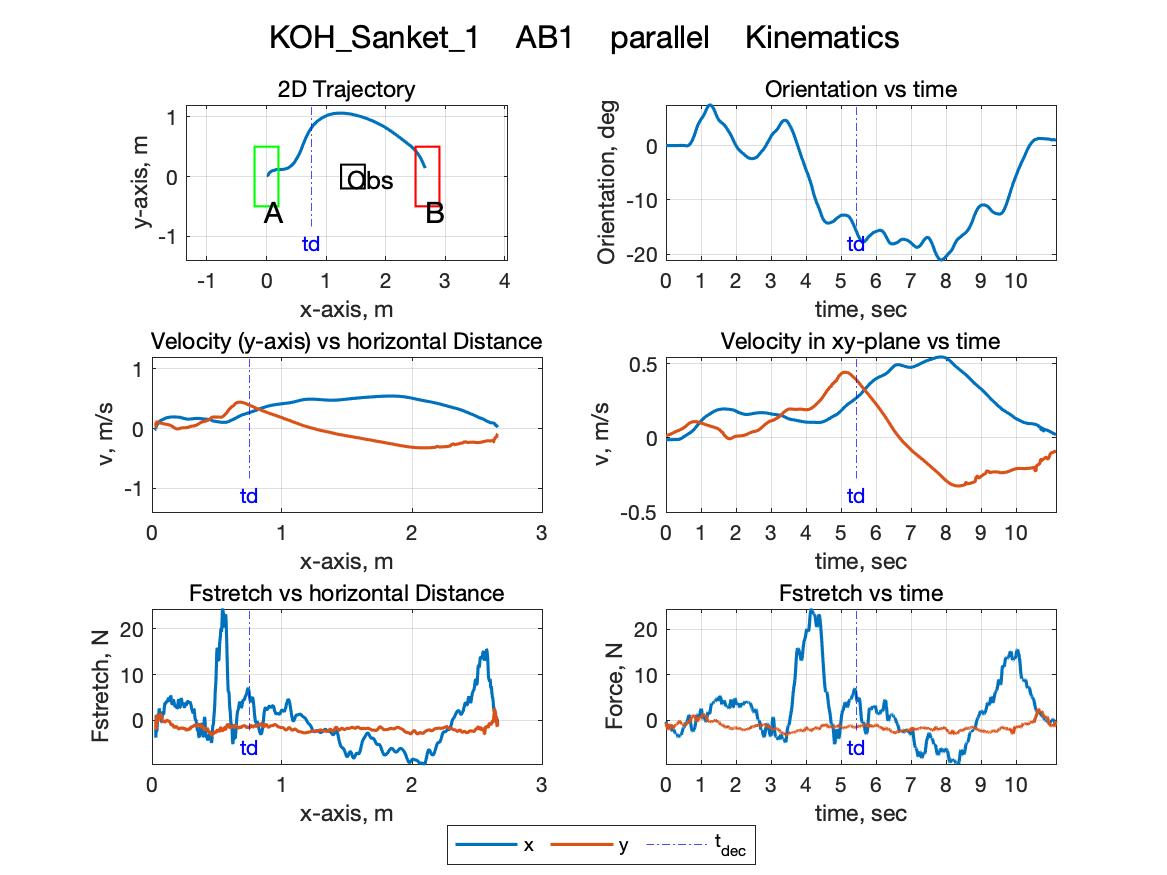 KOH_Sanket_1 AB1 parallel Kinematics
2D Trajectory
y-axis, m
1
0
-1
A
Obs
B
td
-1 0 1 2 3 4
x-axis, m
Orientation vs time
Orientation, deg
0
-10
-20
td
0 1 2 3 4 5 6 7 8 9 10
time, sec
Velocity (y-axis) vs horizontal Distance
v, m/s
1
0
-1
td
0 1 2 3
x-axis, m
Velocity in xy-plane vs time
v, m/s
0.5
0
-0.5
td
0 1 2 3 4 5 6 7 8 9 10
time, sec
Fstretch vs horizontal Distance
Fstretch, N
20
10
0
td
0 1 2 3
x-axis, m
Fstretch vs time
Force, N
20
10
0
td
0 1 2 3 4 5 6 7 8 9 10
time, sec
x y t_dec